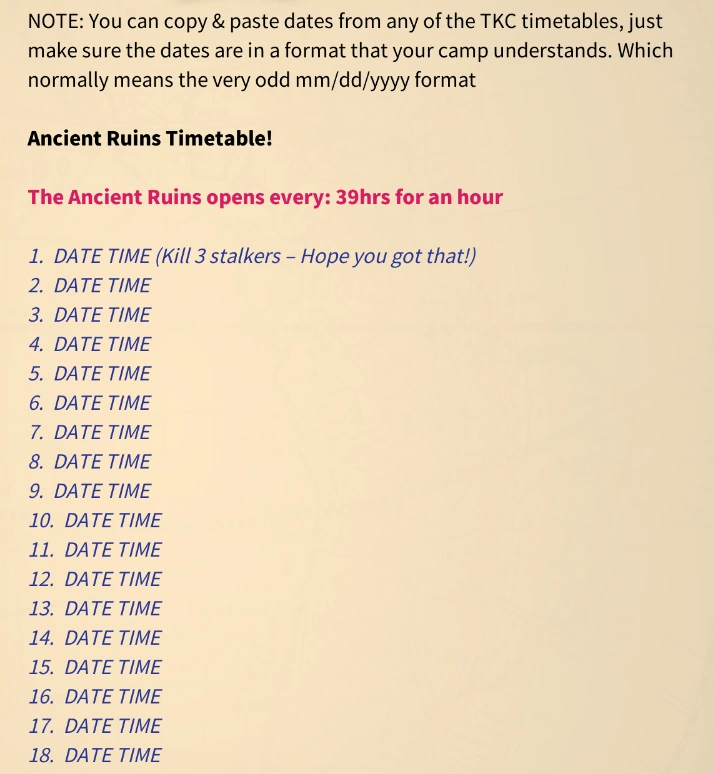 NOTE: You can copy & paste dates from any of the TKC timetables, just
make sure the dates are in a format that your camp understands. Which
normally means the very odd mm/dd/yyyy format
Ancient Ruins Timetable!
The Ancient Ruins opens every: 39hrs for an hour
1. DATE TIME (Kill 3 stalkers – Hope you got that!)
2. DATE TIME
3. DATE TIME
4. DATE TIME
5. DATE TIME
6. DATE TIME
7. DATE TIME
8. DATE TIME
9. DATE TIME
10. DATE TIME
11. DATE TIME
12. DATE TIME
13. DATE TIME
14. DATE TIME
15. DATE TIME
16. DATE TIME
17. DATE TIME
18. DATE TIME